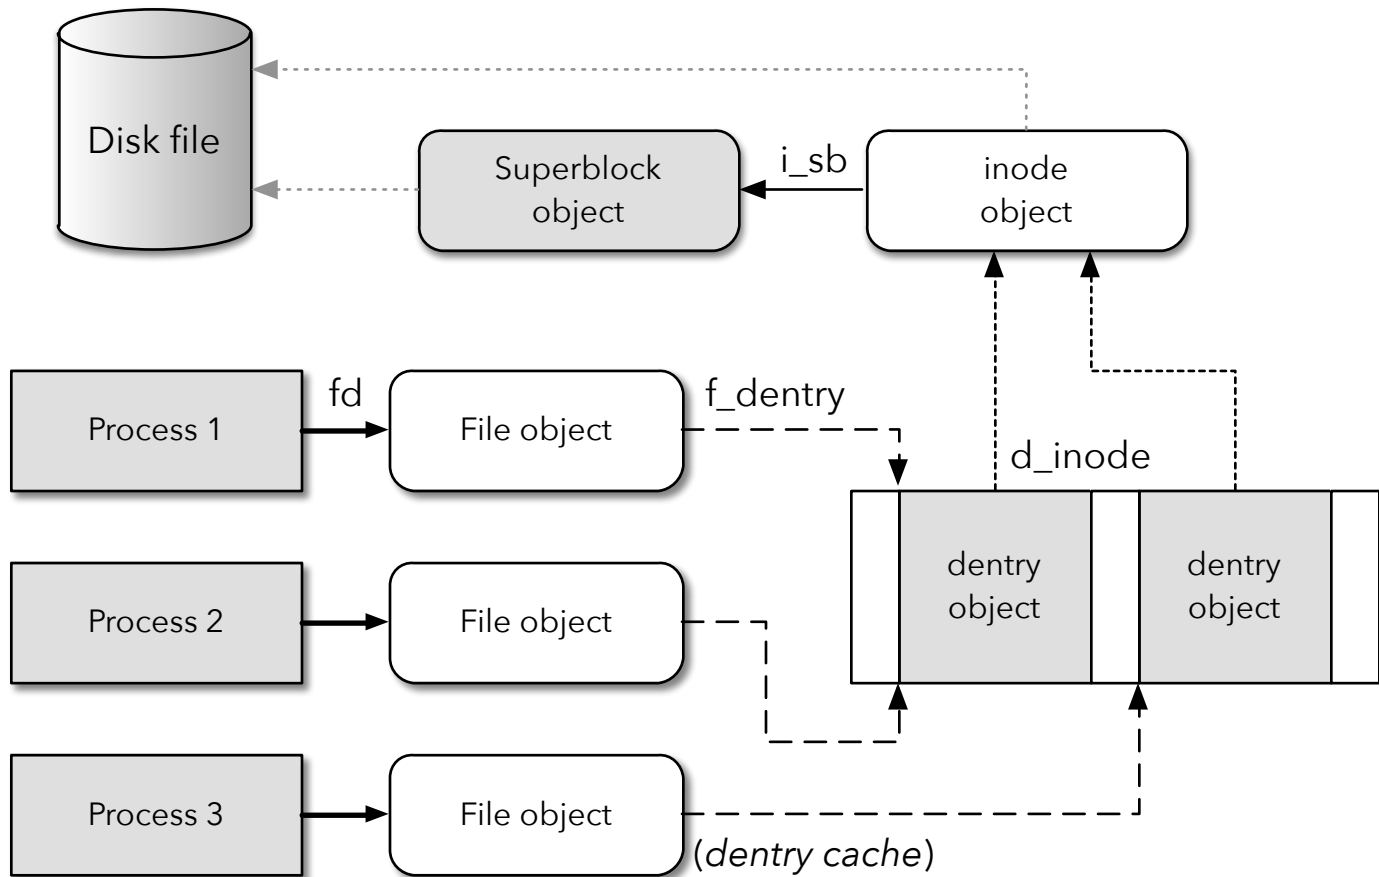 Disk file
Superblock
object
i_sb
inode
object
Process 1
fd
File object
f_dentry
d_inode
dentry
object
dentry
object
Process 2
File object
Process 3
File object
(dentry cache)